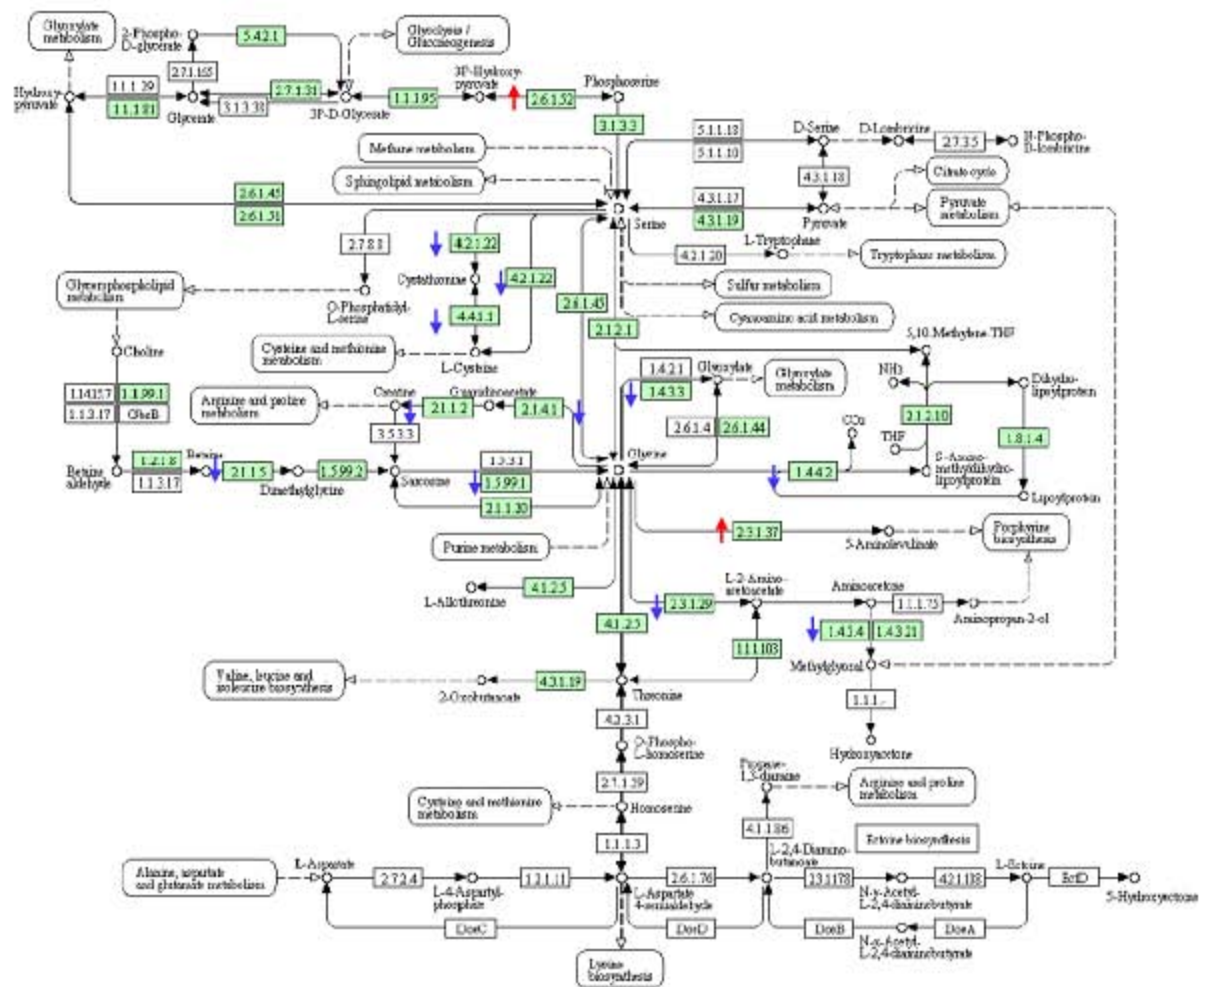 Glyoxylate
metabolism
2-Phospho-
D-glycerate
5.4.2.1
Glycolysis /
Gluconeogenesis
2.7.1.165
Hydroxy-
pyruvate
1.1.1.29
1.1.1.81
Glycerate
2.7.1.31
3.1.3.38
3P-D-Glycerate
1.1.1.95
3P-Hydroxy-
pyruvate
2.6.1.52
Phosphoserine
3.1.3.3
Methane metabolism
Sphingolipid metabolism
5.1.1.18
5.1.1.10
D-Serine
D-Lombricine
2.7.3.5
N-Phospho-
D-lombricine
4.3.1.18
Citrate cycle
2.6.1.45
2.6.1.51
Serine
4.3.1.17
4.3.1.19
Pyruvate
Pyruvate
metabolism
2.7.8.8
4.2.1.22
4.2.1.20
L-Tryptophane
Tryptophane metabolism
Cystathionine
4.2.1.22
Sulfur metabolism
Glycerophospholipid
metabolism
O-Phosphatidyl-
L-serine
4.4.1.1
2.6.1.45
2.1.2.1
Cyanoamino acid metabolism
5,10-Methylene-THF
Choline
Cysteine and methionine
metabolism
L-Cysteine
1.14.15.7
1.1.99.1
1.1.3.17
GbsB
Arginine and proline
metabolism
Creatine
2.1.1.2
Guanidinoacetate
2.1.4.1
1.4.2.1
1.4.3.3
Glyoxylate
Glyoxylate
metabolism
NH3
Dihydro-
lipoylprotein
2.6.1.4
2.6.1.44
CO2
2.1.2.10
THF
1.8.1.4
3.5.3.3
Betaine
aldehyde
1.2.1.8
1.1.3.17
Betaine
2.1.1.5
Dimethylglycine
1.5.99.2
Sarcosine
1.5.3.1
1.5.99.1
2.1.1.20
Glycine
1.4.4.2
S-Amino-
methyldihydro-
lipoylprotein
Lipoylprotein
Purine metabolism
2.3.1.37
5-Aminolevulinate
Porphyrine
biosynthesis
L-Allothreonine
4.1.2.5
4.1.2.5
2.3.1.29
L-2-Amino-
acetoacetate
Aminoacetone
1.1.1.75
Aminopropan-2-ol
1.1.1.103
1.4.3.4
1.4.3.21
Methylglyoxal
Valine, leucine and
isoleucine biosynthesis
2-Oxobutanoate
4.3.1.19
Threonine
4.2.3.1
1.1.1.-
Hydroxyacetone
O-Phospho-
L-homoserine
2.7.1.39
Propane-
1,3-diamine
Arginine and proline
metabolism
Cysteine and methionine
metabolism
Homoserine
1.1.1.3
4.1.1.86
Ectoine biosynthesis
Alanine, aspartate
and glutamate metabolism
L-Aspartate
2.7.2.4
L-4-Aspartyl-
phosphate
1.2.1.11
L-Aspartate
4-semialdehyde
2.6.1.76
L-2,4-Diamino-
butanoate
2.3.1.178
N-γ-Acetyl-
L-2,4-diaminobutyrate
4.2.1.108
L-Ectoine
EctD
5-Hydroxyectoine
DoeC
DoeD
DoeB
N-α-Acetyl-
L-2,4-diaminobutyrate
DoeA
Lysine
biosynthesis